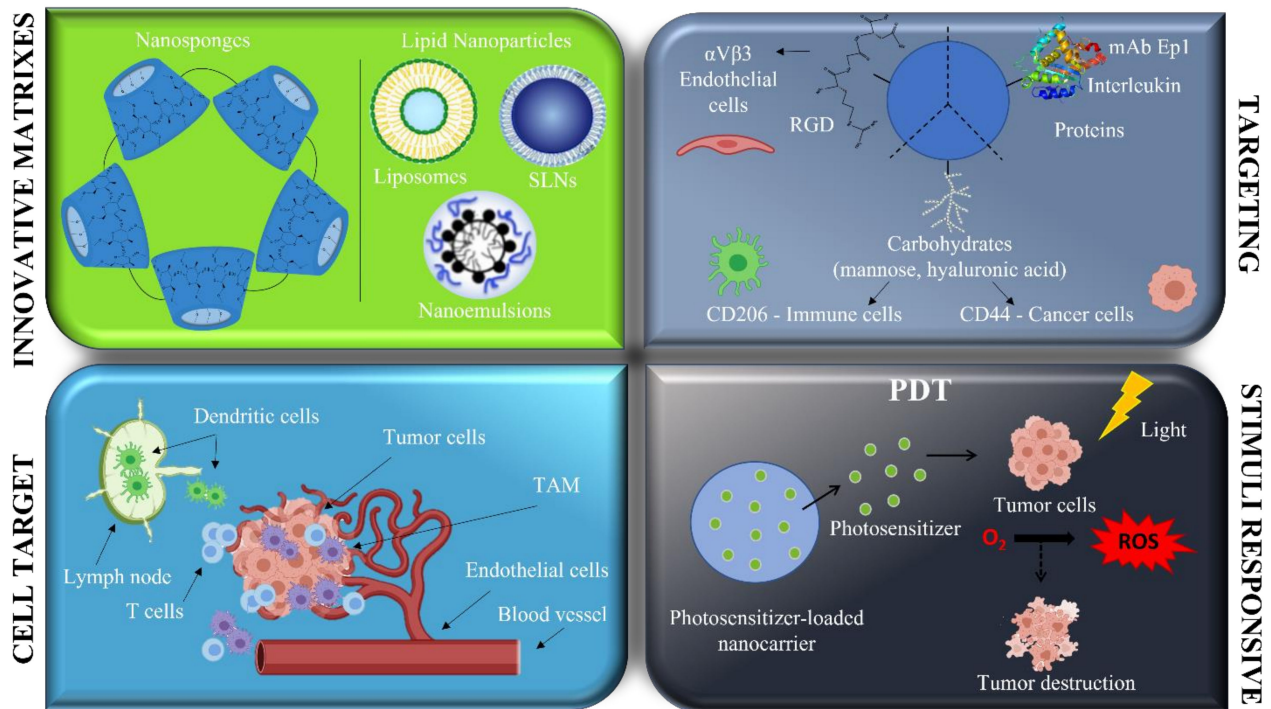 INNOVATIVE MATRIXES
Nanosponges
Lipid Nanoparticles
Liposomes
SLNs
Nanoemulsions
TARGETING
αVβ3
Endothelial
cells
RGD
mAb Ep1
Interleukin
Proteins
Carbohydrates
(mannose, hyaluronic acid)
CD206 - Immune cells
CD44 - Cancer cells
CELL TARGET
Dendritic cells
Tumor cells
TAM
Lymph node
T cells
Endothelial cells
Blood vessel
STIMULI RESPONSIVE
PDT
Light
Tumor cells
Photosensitizer
O2
ROS
Photosensitizer-loaded
nanocarrier
Tumor destruction